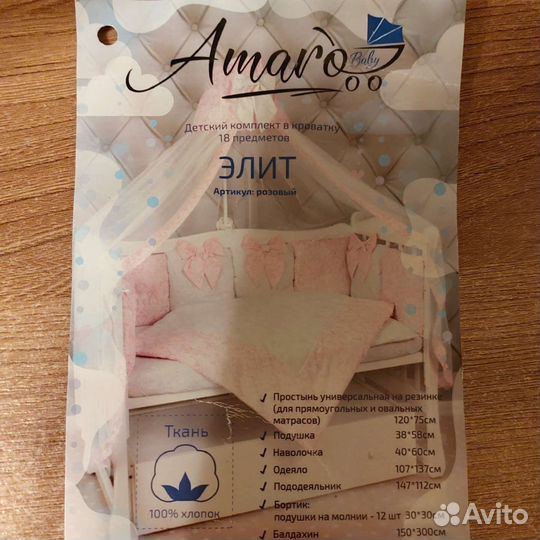 Amaro
Baby
Детский комплект в кроватку
18 предметов
ЭЛИТ
Артикул: розовый
✓ Простынь универсальная на резинке
(для прямоугольных и овальных
матрасов) 120*75см
✓ Подушка 38*58см
✓ Наволочка 40*60см
✓ Одеяло 107*137см
✓ Пододеяльник 147*112см
✓ Бортик:
подушки на молнии - 12 шт 30*30см
✓ Балдахин 150*300см
Ткань
100% хлопок
Avito